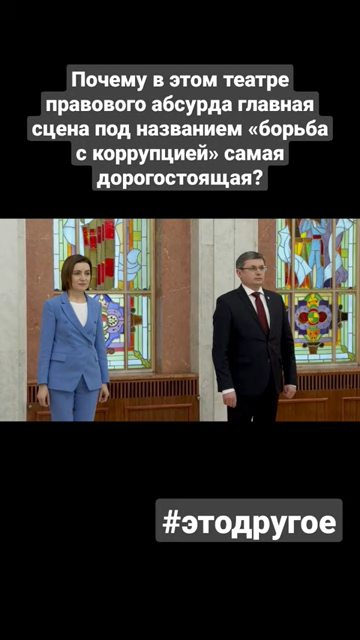 Почему в этом театре
правового абсурда главная
сцена под названием «борьба
с коррупцией» самая
дорогостоящая?
#этодругое